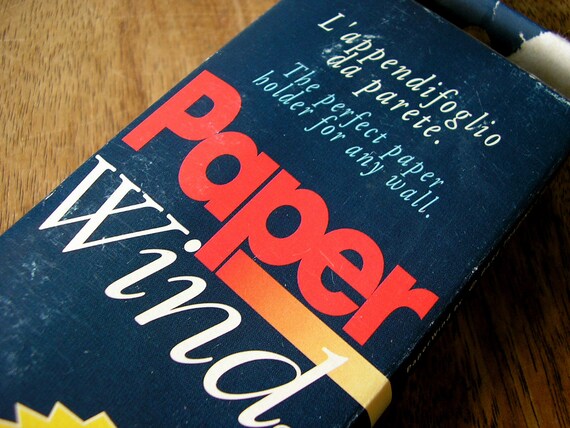 L'appendifoglio
da parete.
The perfect paper
holder for any wall.
Paper
Wind